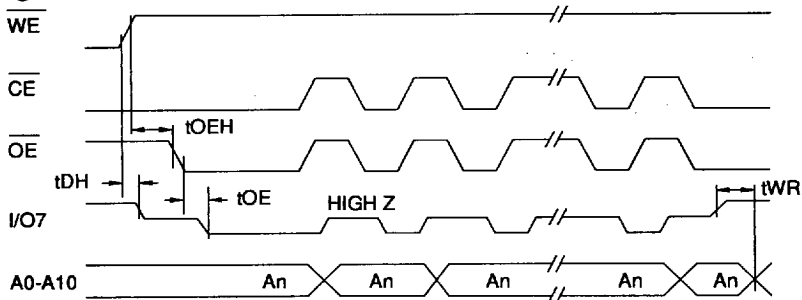 WE
CE
tOEH
OE
tDH
tOE
tWR
I/O7
HIGH Z
A0-A10
An
An
An
An
An